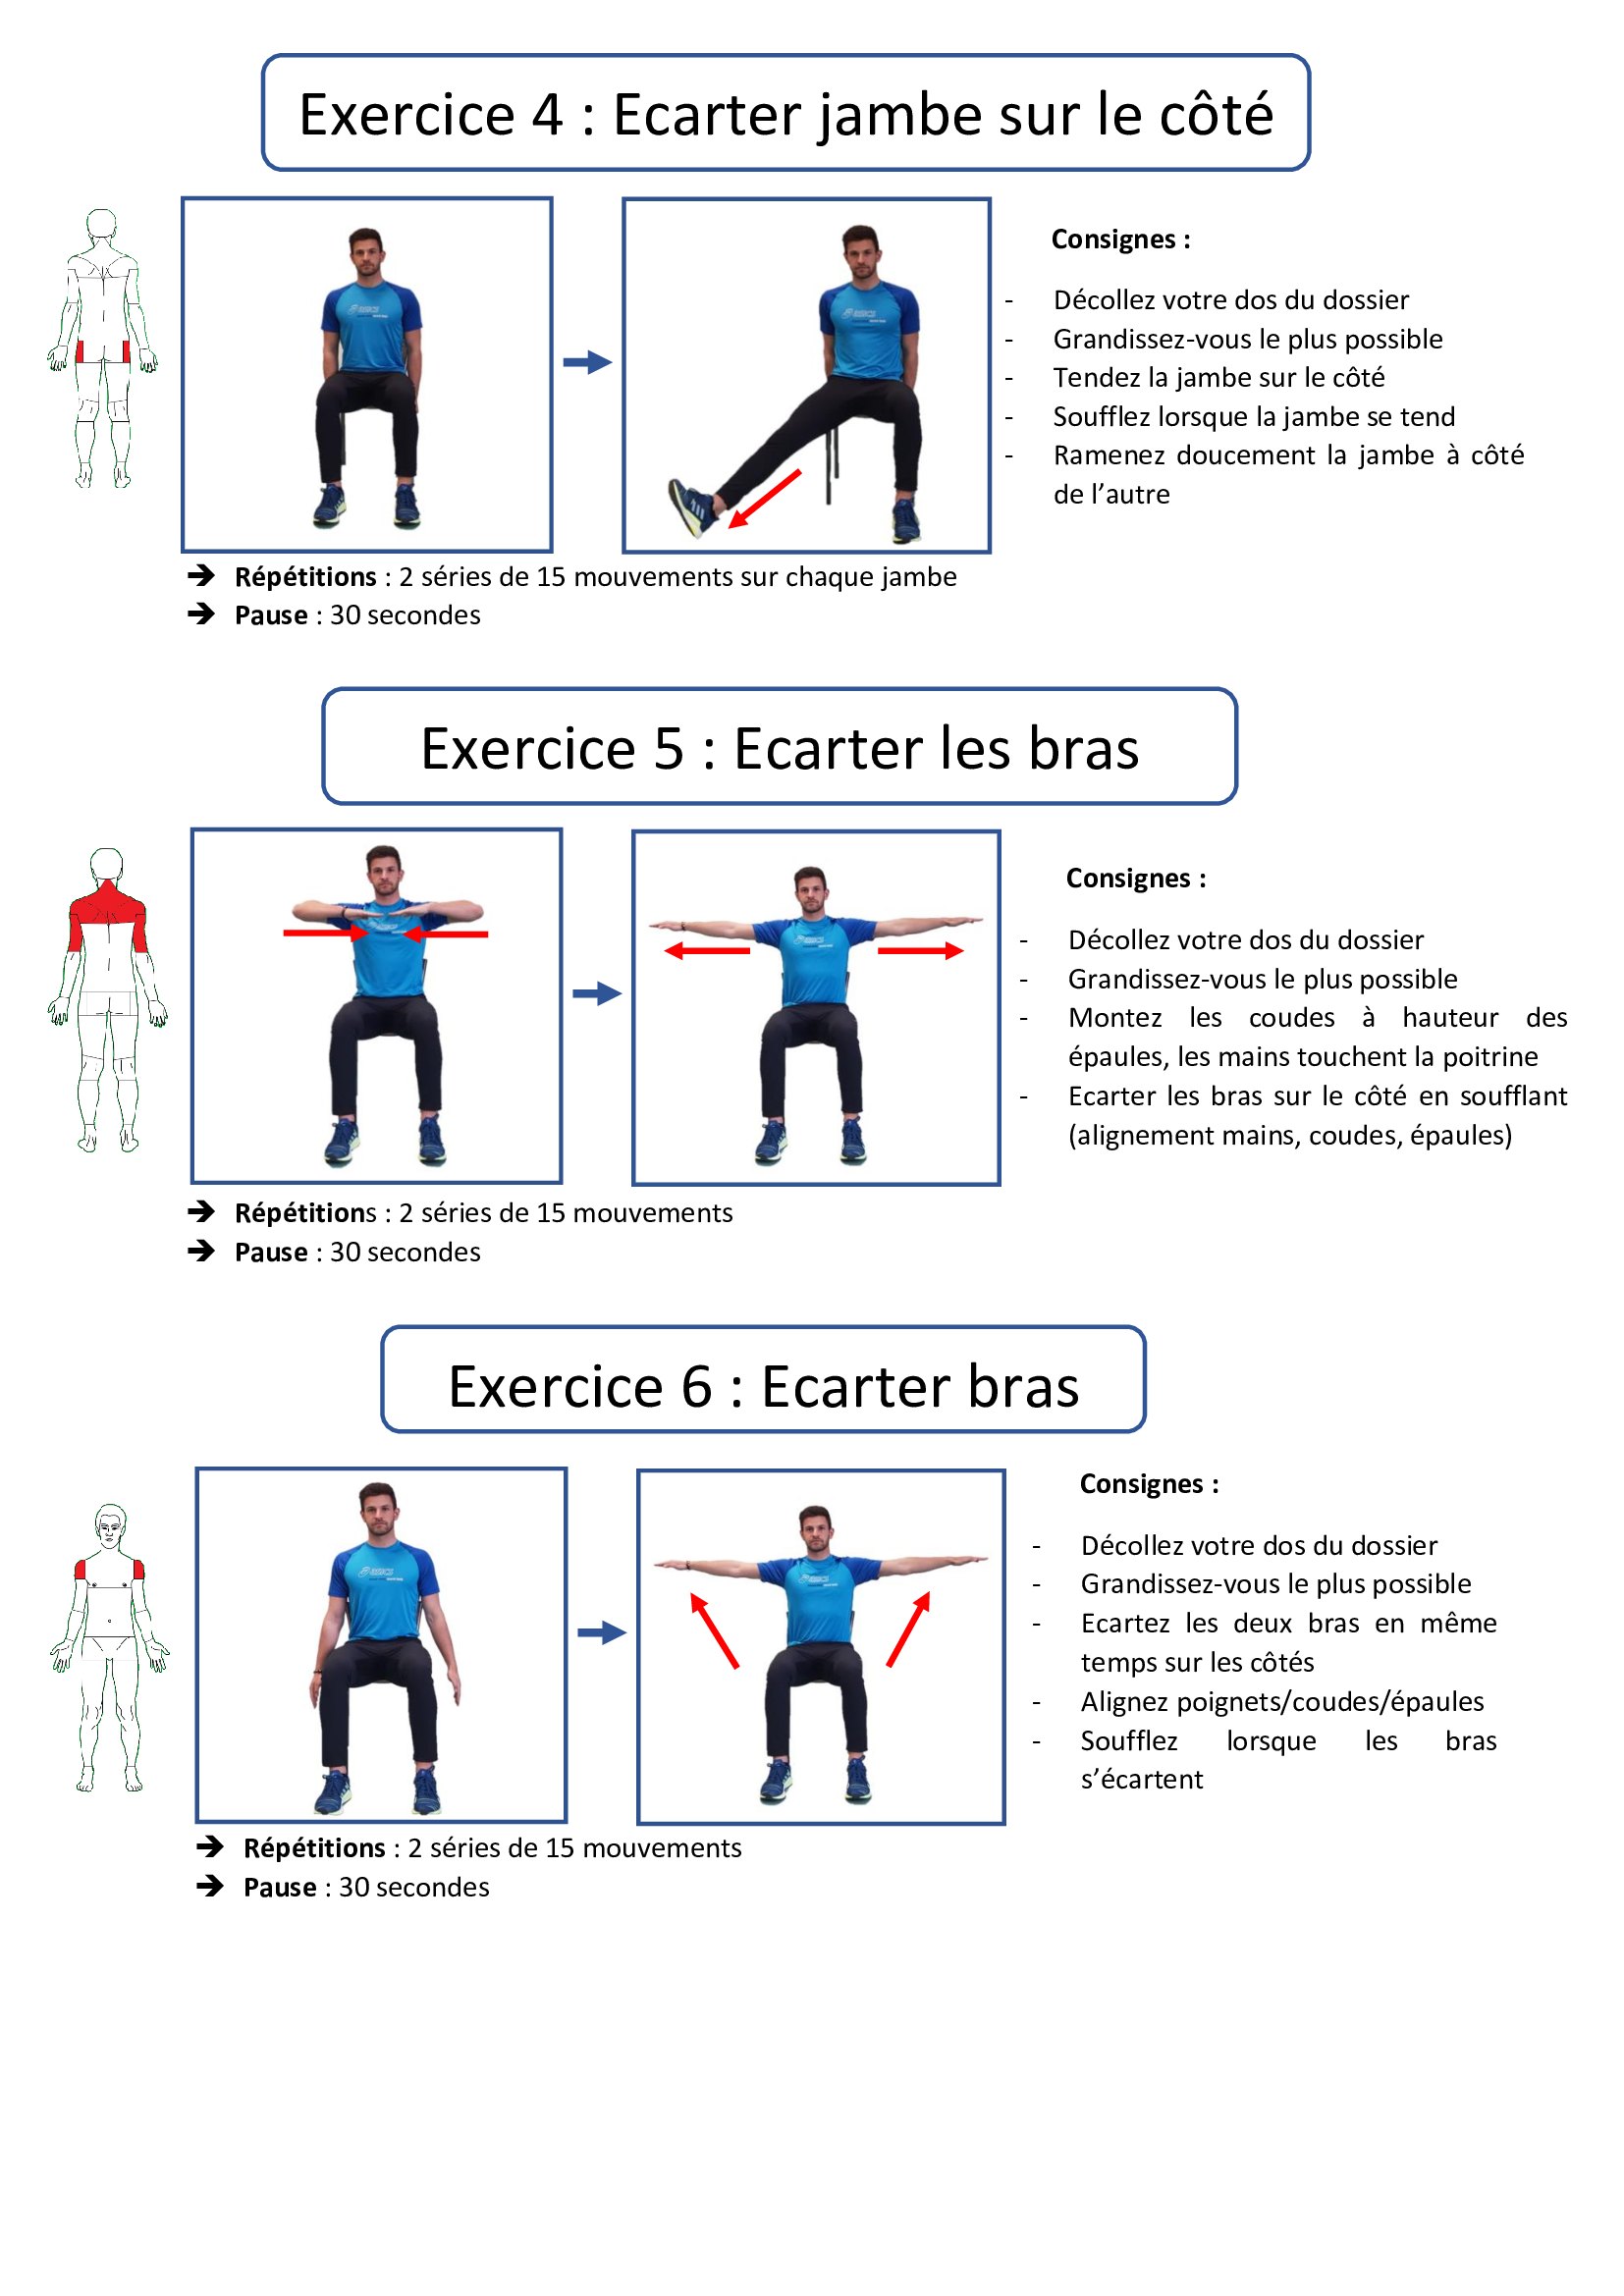 Exercice 4 : Ecarter jambe sur le côté
Consignes :
- Décollez votre dos du dossier
- Grandissez-vous le plus possible
- Tendez la jambe sur le côté
- Soufflez lorsque la jambe se tend
- Ramenez doucement la jambe à côté
de l’autre
➔ Répétitions : 2 séries de 15 mouvements sur chaque jambe
➔ Pause : 30 secondes
Exercice 5 : Ecarter les bras
Consignes :
- Décollez votre dos du dossier
- Grandissez-vous le plus possible
- Montez les coudes à hauteur des
épaules, les mains touchent la poitrine
- Ecarter les bras sur le côté en soufflant
(alignement mains, coudes, épaules)
➔ Répétitions : 2 séries de 15 mouvements
➔ Pause : 30 secondes
Exercice 6 : Ecarter bras
Consignes :
- Décollez votre dos du dossier
- Grandissez-vous le plus possible
- Ecartez les deux bras en même
temps sur les côtés
- Alignez poignets/coudes/épaules
- Soufflez lorsque les bras
s’écartent
➔ Répétitions : 2 séries de 15 mouvements
➔ Pause : 30 secondes